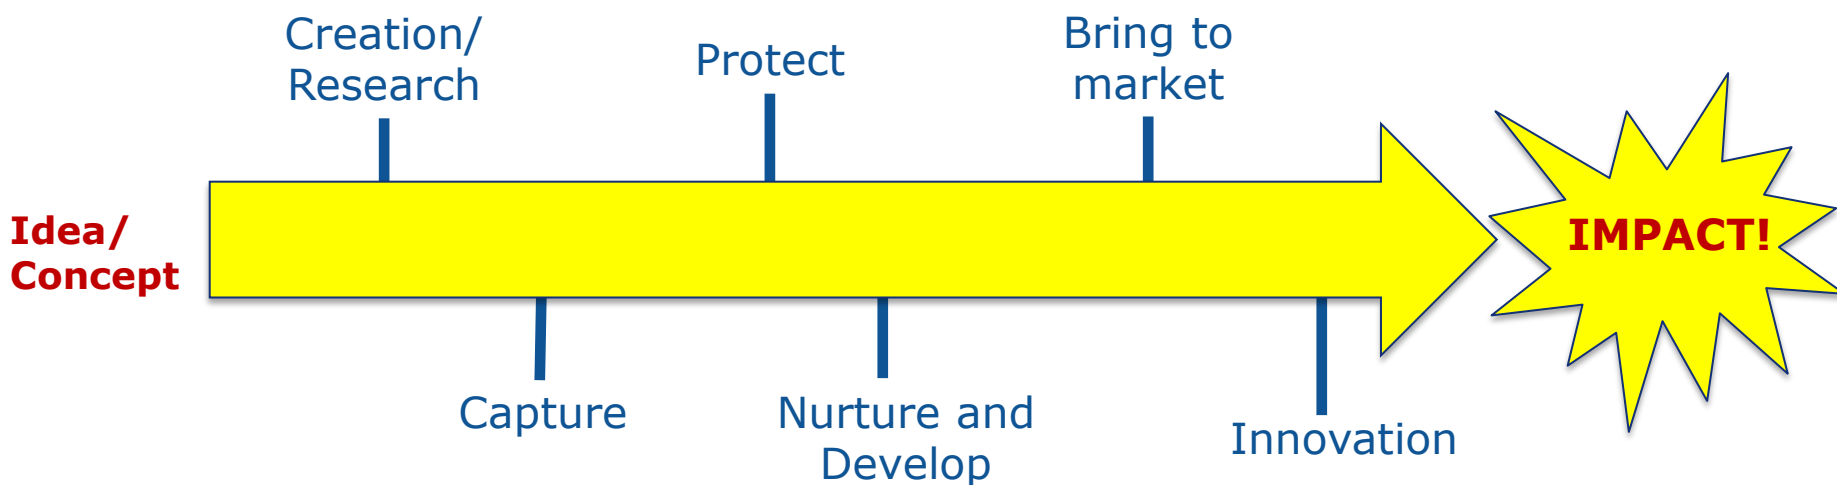 Creation/
Research
Protect
Bring to
market
Idea/
Concept
IMPACT!
Capture
Nurture and
Develop
Innovation